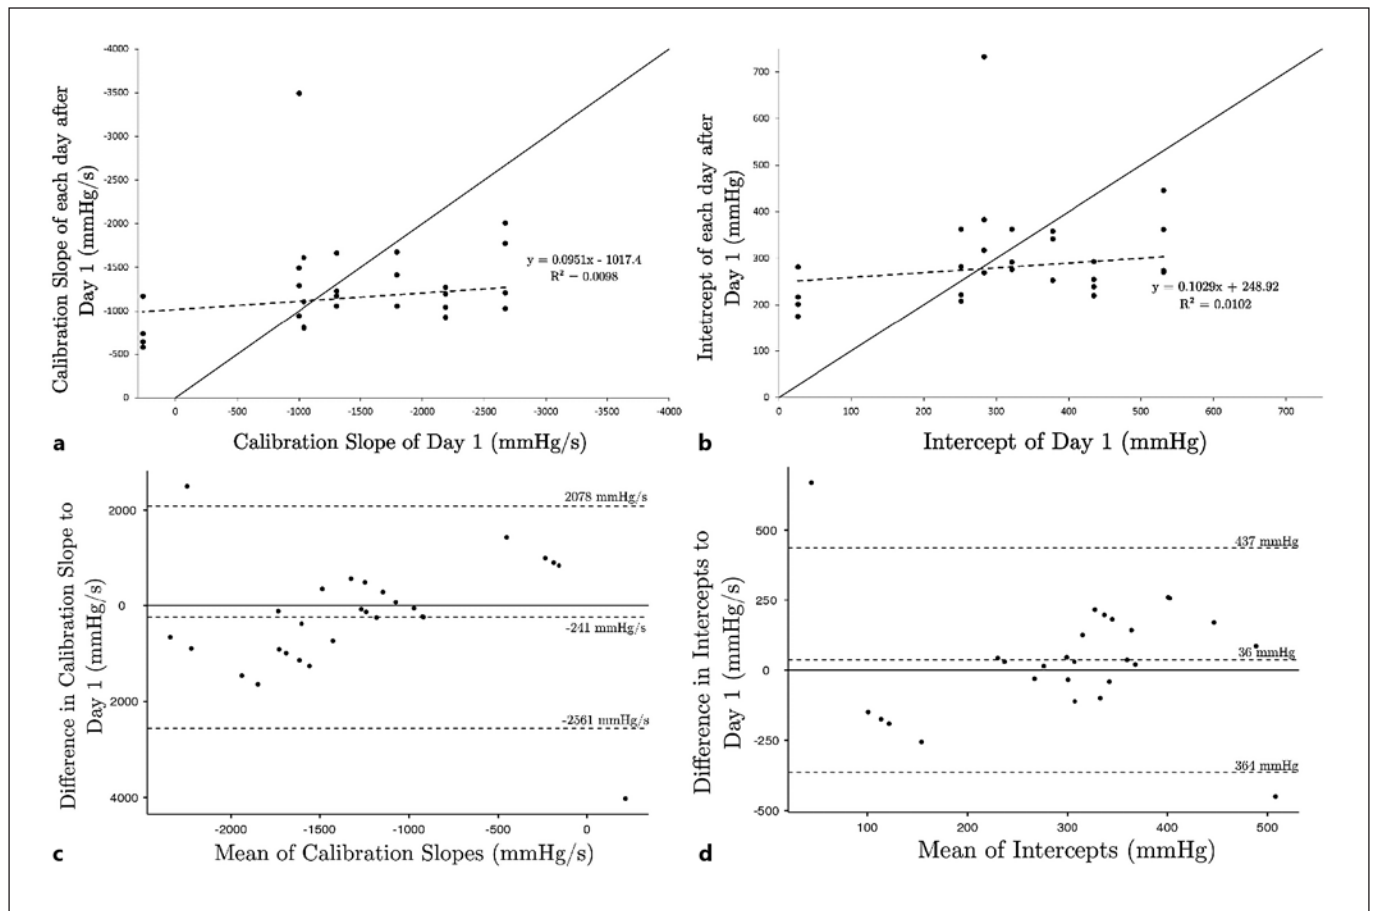 -4000
-3500
-3000
-2500
-2000
-1500
-1000
-500
0
Calibration Slope of each day after
Day 1 (mmHg/s)
y = 0.0951x - 1017.4
R² = 0.0098
0 -500 -1000 -1500 -2000 -2500 -3000 -3500 -4000
a Calibration Slope of Day 1 (mmHg/s)
700
600
500
400
300
200
100
0
Intetrcept of each day after
Day 1 (mmHg)
y = 0.1029x + 248.92
R² = 0.0102
0 100 200 300 400 500 600 700
b Intercept of Day 1 (mmHg)
2000
0
2000
4000
Difference in Calibration Slope to
Day 1 (mmHg/s)
2078 mmHg/s
-241 mmHg/s
-2561 mmHg/s
-2000 -1500 -1000 -500 0
c Mean of Calibration Slopes (mmHg/s)
500
250
0
-250
-500
Difference in Intercepts to
Day 1 (mmHg/s)
437 mmHg
36 mmHg
364 mmHg
100 200 300 400 500
d Mean of Intercepts (mmHg)